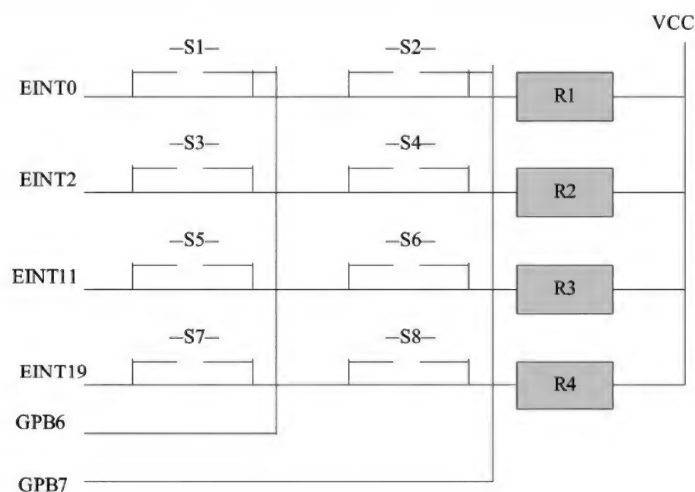 VCC
—S1— —S2—
EINT0 R1
—S3— —S4—
EINT2 R2
—S5— —S6—
EINT11 R3
—S7— —S8—
EINT19 R4
GPB6
GPB7